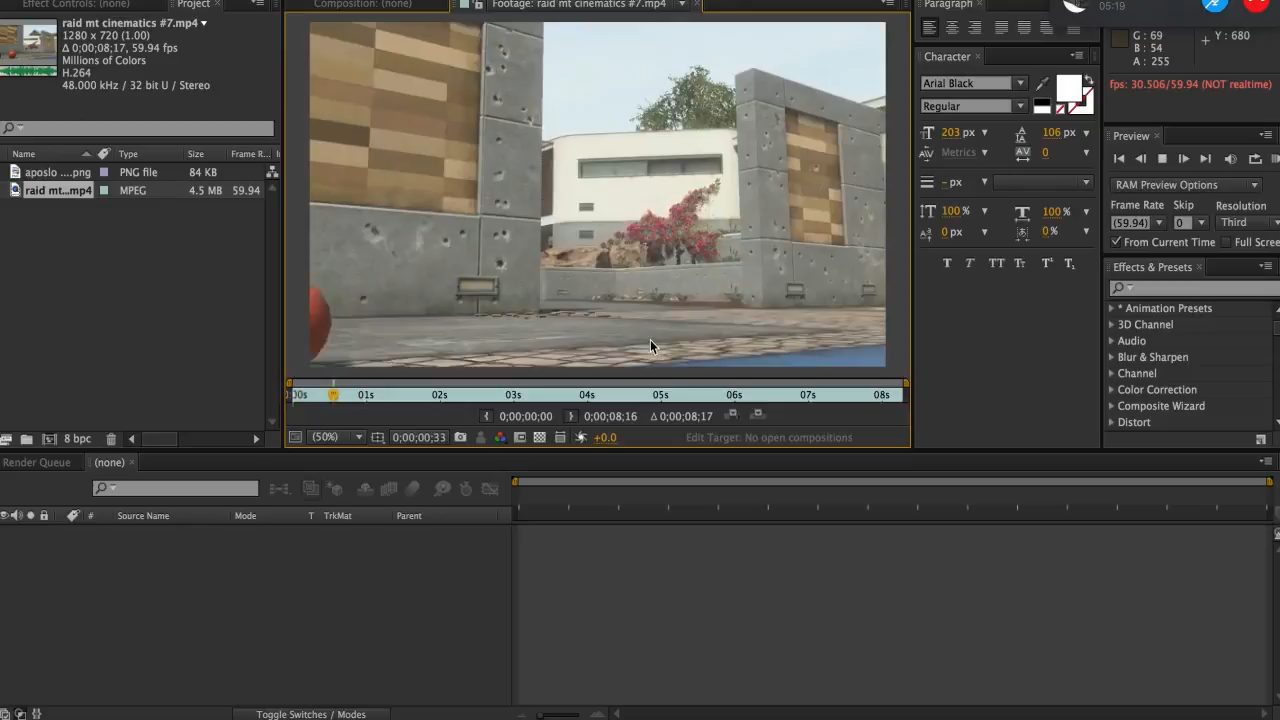 Effect Controls: (none)
Project ×
Composition: (none)
Footage: raid mt cinematics #7.mp4
Paragraph ×
05:19
raid mt cinematics #7.mp4▼
1280 x 720 (1.00)
Δ 0;00;08;17, 59.94 fps
Millions of Colors
H.264
48.000 kHz / 32 bit U / Stereo
G: 69
B: 54
A: 255
Y: 680
fps: 30.506/59.94 (NOT realtime)
Character ×
Arial Black
Regular
203 px
106 px
Metrics
0
- px
100 %
100 %
0 px
0 %
T T TT Tr T¹ T₁
Preview ×
RAM Preview Options
Frame Rate Skip Resolution
(59.94) 0 Third
From Current Time Full Scree
Effects & Presets ×
* Animation Presets
3D Channel
Audio
Blur & Sharpen
Channel
Color Correction
Composite Wizard
Distort
Name Type Size Frame R...
aposlo ....png PNG file 84 KB
raid mt...mp4 MPEG 4.5 MB 59.94
8 bpc
:00s 01s 02s 03s 04s 05s 06s 07s 08s
0;00;00;00 0;00;08;16 Δ 0;00;08;17
(50%) 0;00;00;33 +0.0 Edit Target: No open compositions
Render Queue (none) ×
# Source Name Mode T TrkMat Parent
Toggle Switches / Modes